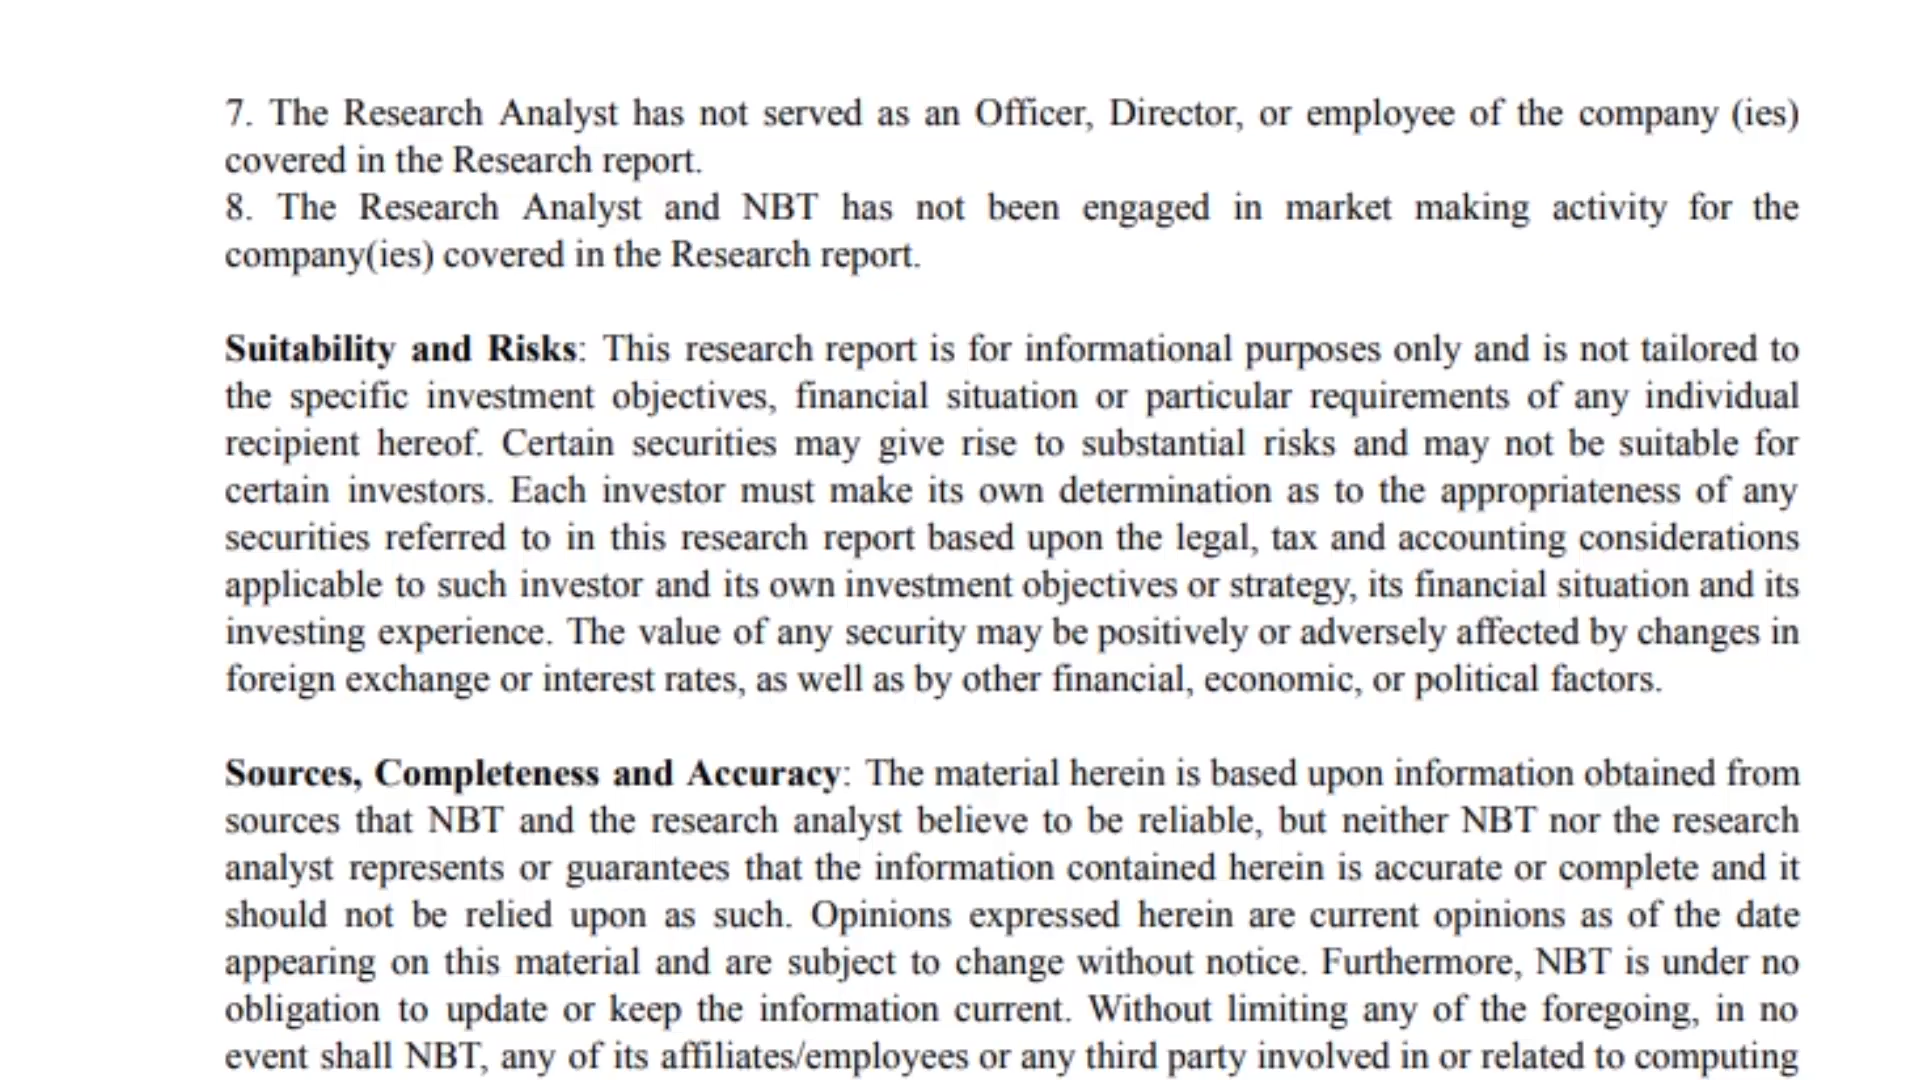 7. The Research Analyst has not served as an Officer, Director, or employee of the company (ies)
covered in the Research report.
8. The Research Analyst and NBT has not been engaged in market making activity for the
company(ies) covered in the Research report.
Suitability and Risks: This research report is for informational purposes only and is not tailored to
the specific investment objectives, financial situation or particular requirements of any individual
recipient hereof. Certain securities may give rise to substantial risks and may not be suitable for
certain investors. Each investor must make its own determination as to the appropriateness of any
securities referred to in this research report based upon the legal, tax and accounting considerations
applicable to such investor and its own investment objectives or strategy, its financial situation and its
investing experience. The value of any security may be positively or adversely affected by changes in
foreign exchange or interest rates, as well as by other financial, economic, or political factors.
Sources, Completeness and Accuracy: The material herein is based upon information obtained from
sources that NBT and the research analyst believe to be reliable, but neither NBT nor the research
analyst represents or guarantees that the information contained herein is accurate or complete and it
should not be relied upon as such. Opinions expressed herein are current opinions as of the date
appearing on this material and are subject to change without notice. Furthermore, NBT is under no
obligation to update or keep the information current. Without limiting any of the foregoing, in no
event shall NBT, any of its affiliates/employees or any third party involved in or related to computing